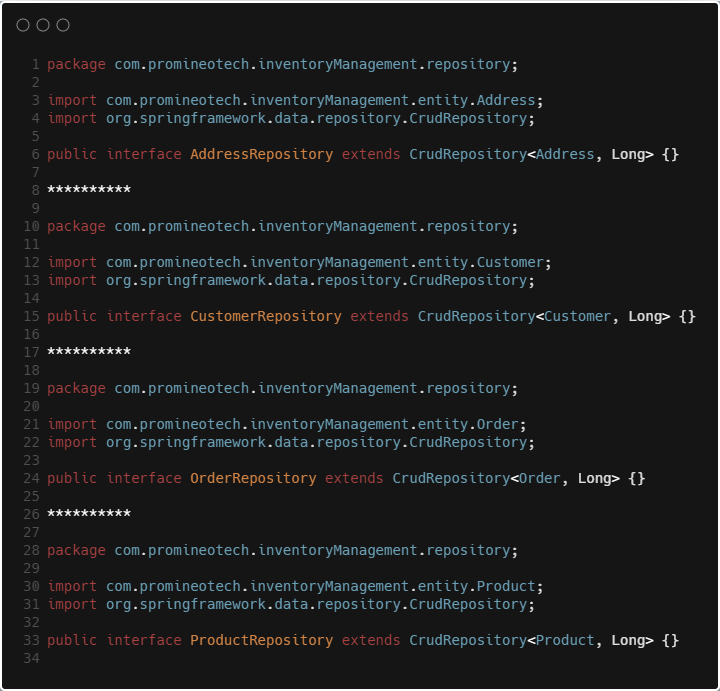 1 package com.promineotech.inventoryManagement.repository;
2
3 import com.promineotech.inventoryManagement.entity.Address;
4 import org.springframework.data.repository.CrudRepository;
5
6 public interface AddressRepository extends CrudRepository<Address, Long> {}
7
8 **********
9
10 package com.promineotech.inventoryManagement.repository;
11
12 import com.promineotech.inventoryManagement.entity.Customer;
13 import org.springframework.data.repository.CrudRepository;
14
15 public interface CustomerRepository extends CrudRepository<Customer, Long> {}
16
17 **********
18
19 package com.promineotech.inventoryManagement.repository;
20
21 import com.promineotech.inventoryManagement.entity.Order;
22 import org.springframework.data.repository.CrudRepository;
23
24 public interface OrderRepository extends CrudRepository<Order, Long> {}
25
26 **********
27
28 package com.promineotech.inventoryManagement.repository;
29
30 import com.promineotech.inventoryManagement.entity.Product;
31 import org.springframework.data.repository.CrudRepository;
32
33 public interface ProductRepository extends CrudRepository<Product, Long> {}
34